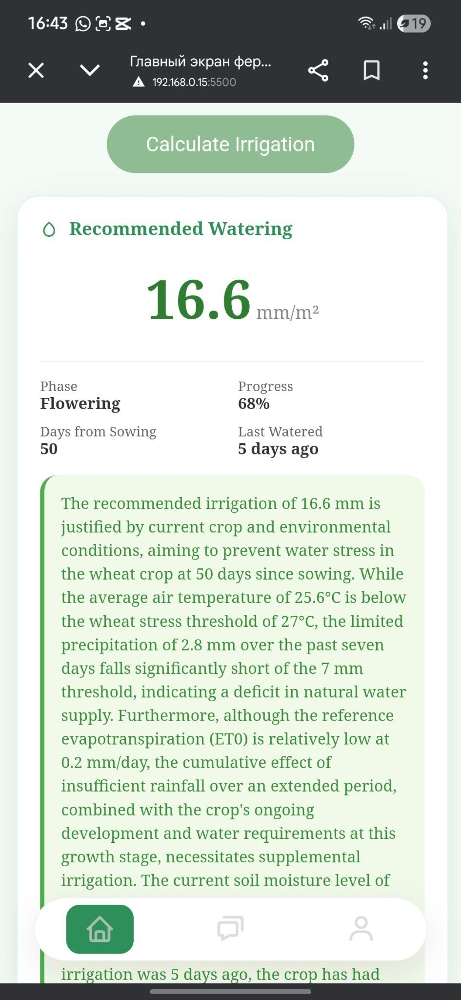 16:43
19
Главный экран фер...
192.168.0.15:5500
Calculate Irrigation
Recommended Watering
16.6 mm/m²
Phase
Flowering
Progress
68%
Days from Sowing
50
Last Watered
5 days ago
The recommended irrigation of 16.6 mm is
justified by current crop and environmental
conditions, aiming to prevent water stress in
the wheat crop at 50 days since sowing. While
the average air temperature of 25.6°C is below
the wheat stress threshold of 27°C, the limited
precipitation of 2.8 mm over the past seven
days falls significantly short of the 7 mm
threshold, indicating a deficit in natural water
supply. Furthermore, although the reference
evapotranspiration (ET0) is relatively low at
0.2 mm/day, the cumulative effect of
insufficient rainfall over an extended period,
combined with the crop's ongoing
development and water requirements at this
growth stage, necessitates supplemental
irrigation. The current soil moisture level of
irrigation was 5 days ago, the crop has had